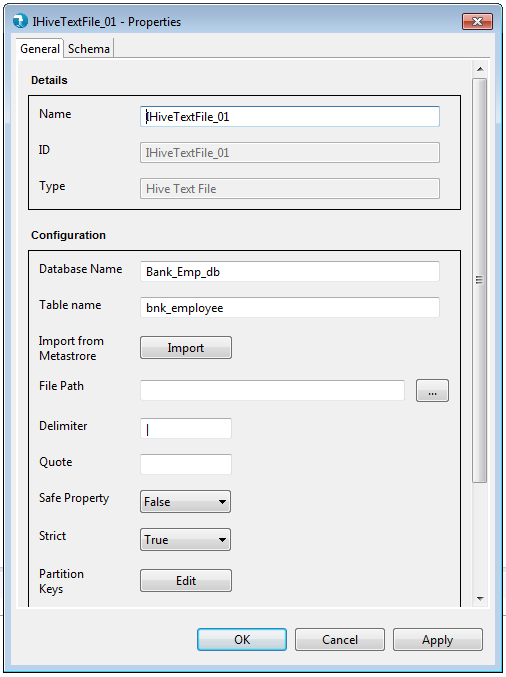 IHiveTextFile_01 - Properties
General Schema
Details
Name IHiveTextFile_01
ID IHiveTextFile_01
Type Hive Text File
Configuration
Database Name Bank_Emp_db
Table name bnk_employee
Import from
Metastrore Import
File Path ...
Delimiter |
Quote
Safe Property False
Strict True
Partition
Keys Edit
OK Cancel Apply